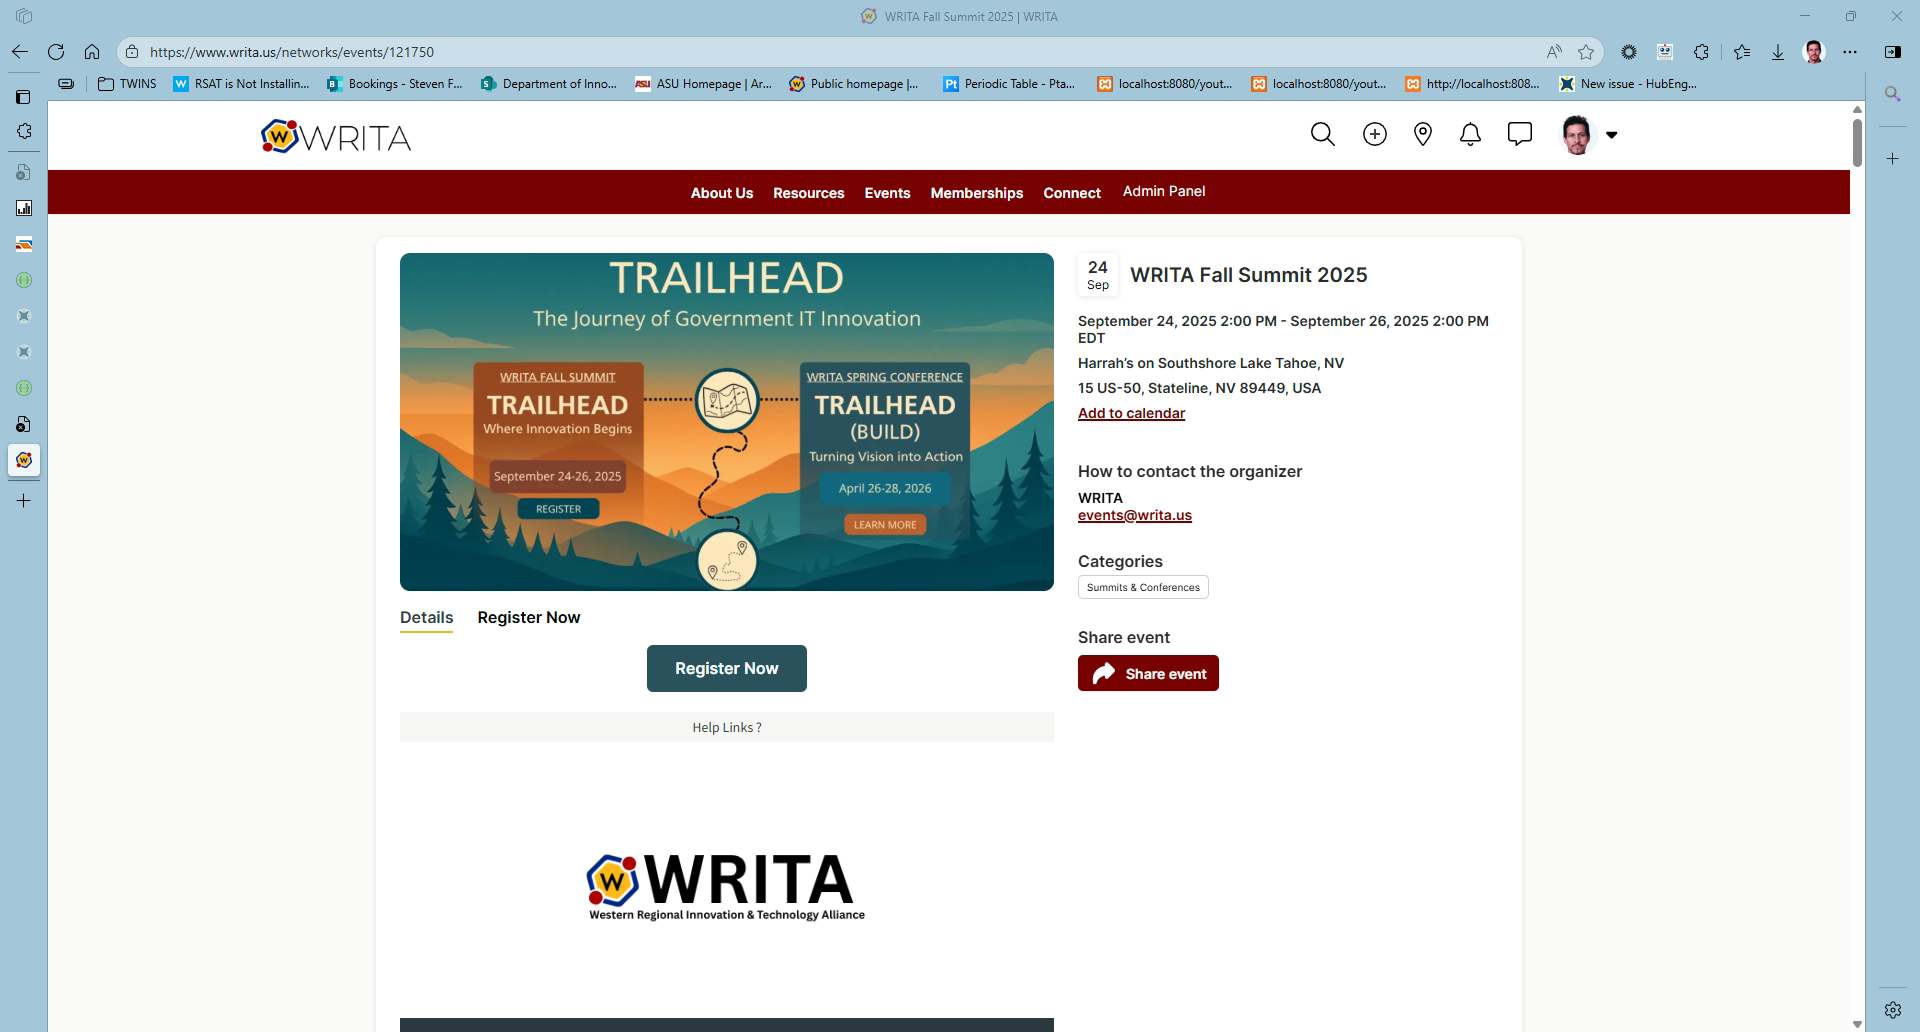 WRITA Fall Summit 2025 | WRITA
https://www.writa.us/networks/events/121750
TWINS
RSAT is Not Installin...
Bookings - Steven F...
Department of Inno...
ASU Homepage | Ar...
Public homepage |...
Periodic Table - Pta...
localhost:8080/yout...
localhost:8080/yout...
http://localhost:808...
New issue - HubEng...
WRITA
About Us
Resources
Events
Memberships
Connect
Admin Panel
TRAILHEAD
The Journey of Government IT Innovation
WRITA FALL SUMMIT
TRAILHEAD
Where Innovation Begins
September 24-26, 2025
REGISTER
WRITA SPRING CONFERENCE
TRAILHEAD
(BUILD)
Turning Vision into Action
April 26-28, 2026
LEARN MORE
Details
Register Now
Register Now
Help Links ?
W
WRITA
Western Regional Innovation & Technology Alliance
24
Sep
WRITA Fall Summit 2025
September 24, 2025 2:00 PM - September 26, 2025 2:00 PM
EDT
Harrah's on Southshore Lake Tahoe, NV
15 US-50, Stateline, NV 89449, USA
Add to calendar
How to contact the organizer
WRITA
events@writa.us
Categories
Summits & Conferences
Share event
Share event